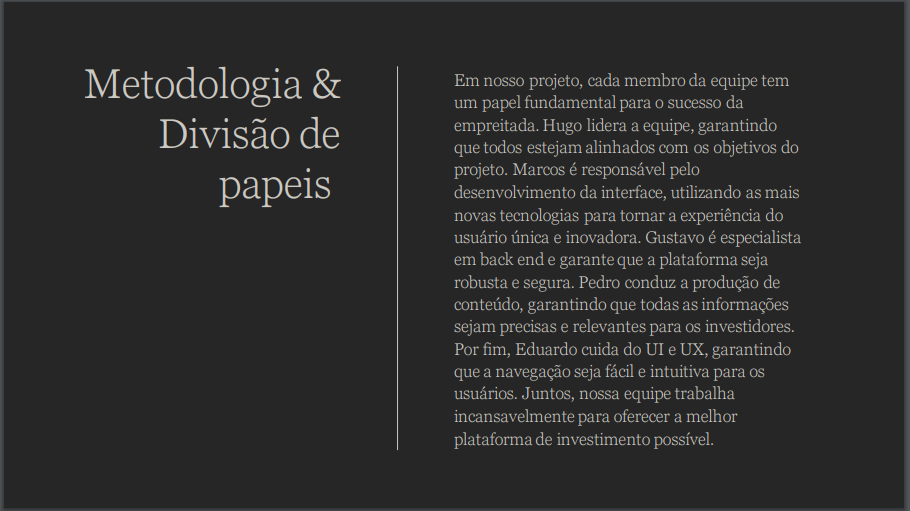 Metodologia &
Divisão de
papeis
Em nosso projeto, cada membro da equipe tem
um papel fundamental para o sucesso da
empreitada. Hugo lidera a equipe, garantindo
que todos estejam alinhados com os objetivos do
projeto. Marcos é responsável pelo
desenvolvimento da interface, utilizando as mais
novas tecnologias para tornar a experiência do
usuário única e inovadora. Gustavo é especialista
em back end e garante que a plataforma seja
robusta e segura. Pedro conduz a produção de
conteúdo, garantindo que todas as informações
sejam precisas e relevantes para os investidores.
Por fim, Eduardo cuida do UI e UX, garantindo
que a navegação seja fácil e intuitiva para os
usuários. Juntos, nossa equipe trabalha
incansavelmente para oferecer a melhor
plataforma de investimento possível.